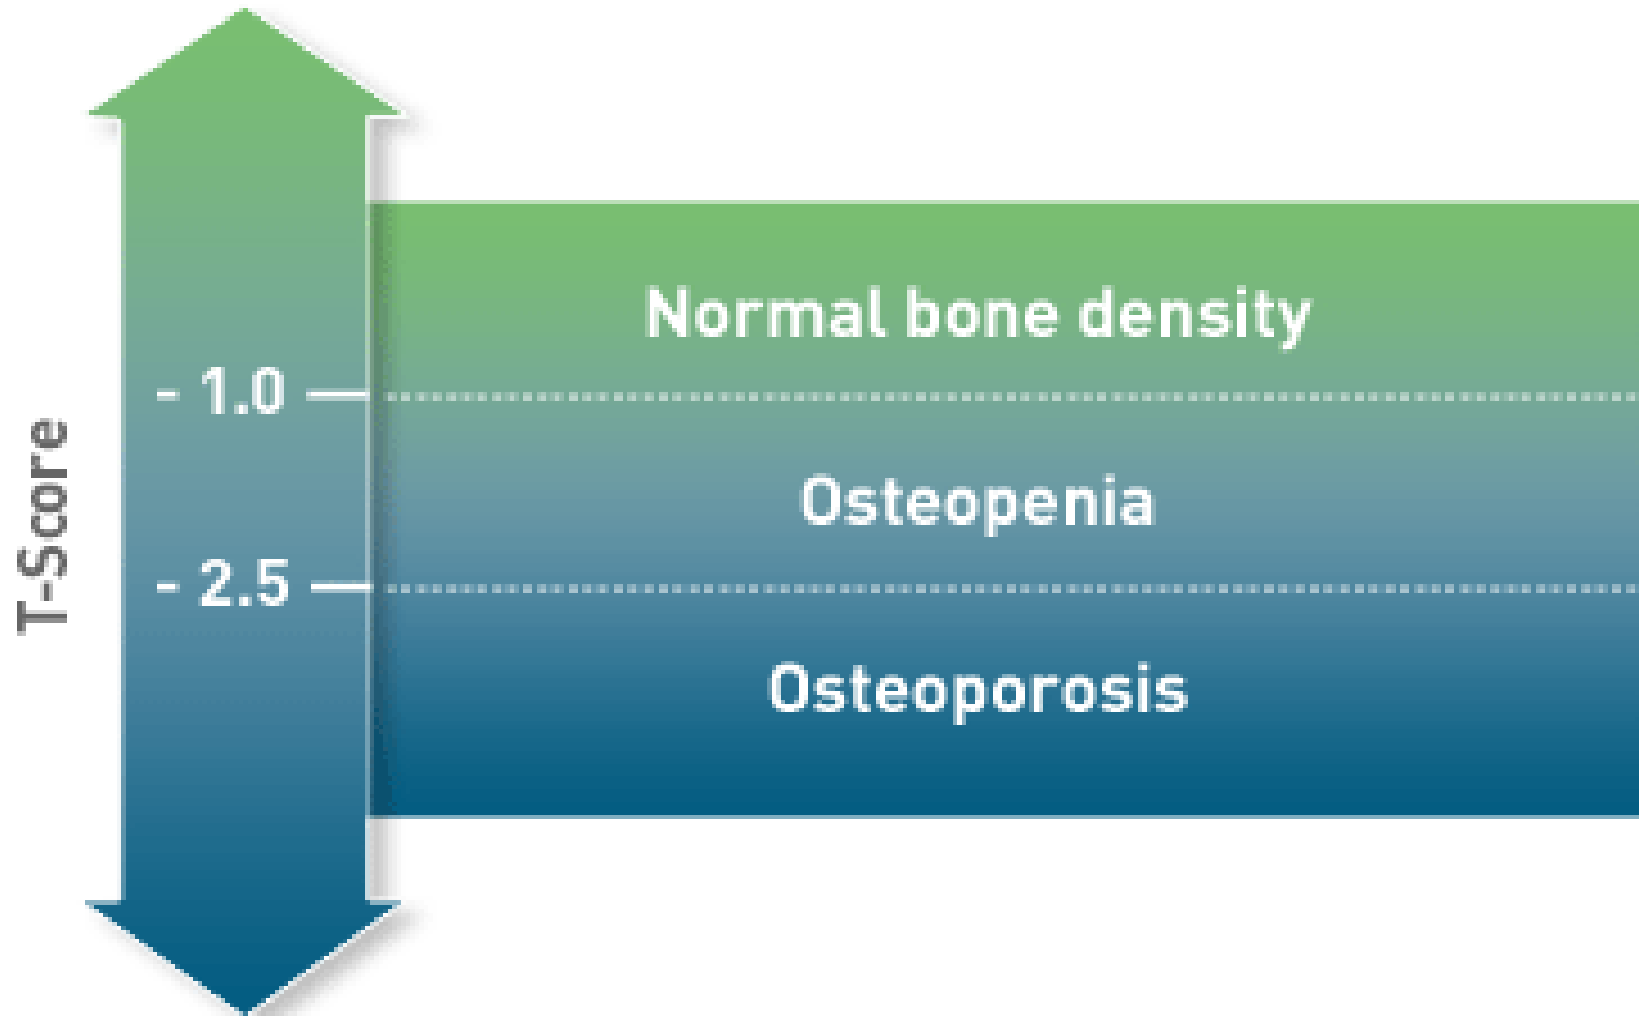 Normal bone density
- 1.0
Osteopenia
T-Score
- 2.5
Osteoporosis